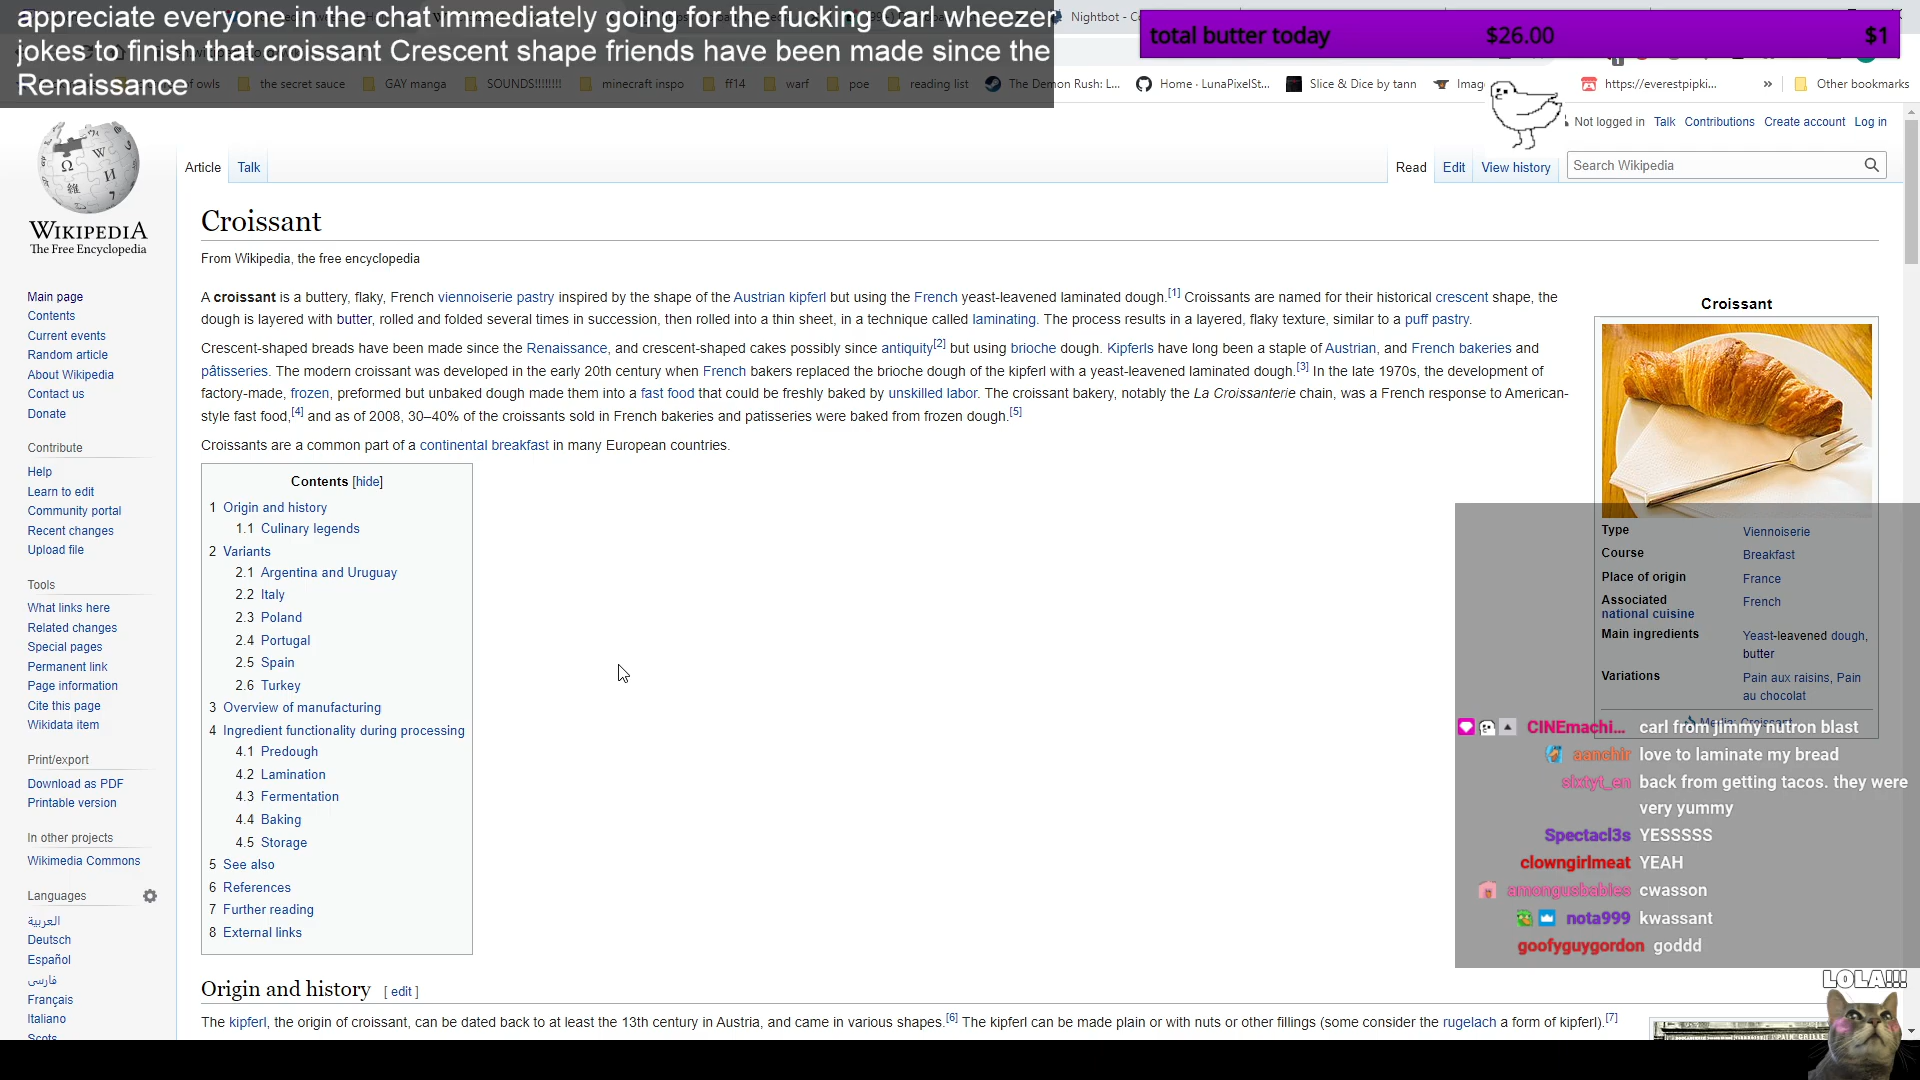 appreciate everyone in the chat immediately going for the fucking Carl wheezer
jokes to finish that croissant Crescent shape friends have been made since the
Renaissance
Nightbot - C
total butter today $26.00 $1
of owls
the secret sauce
GAY manga
SOUNDS!!!!!!!!
minecraft inspo
ff14
warf
poe
reading list
The Demon Rush: L...
Home · LunaPixelSt...
Slice & Dice by tann
Imag
https://everestpipki...
»
Other bookmarks
Not logged in Talk Contributions Create account Log in
Article Talk
Read Edit View history
Search Wikipedia
WIKIPEDIA
The Free Encyclopedia
Main page
Contents
Current events
Random article
About Wikipedia
Contact us
Donate
Contribute
Help
Learn to edit
Community portal
Recent changes
Upload file
Tools
What links here
Related changes
Special pages
Permanent link
Page information
Cite this page
Wikidata item
Print/export
Download as PDF
Printable version
In other projects
Wikimedia Commons
Languages
العربية
Deutsch
Español
فارسی
Français
Italiano
Scots
Croissant
From Wikipedia, the free encyclopedia
A croissant is a buttery, flaky, French viennoiserie pastry inspired by the shape of the Austrian kipferl but using the French yeast-leavened laminated dough.[1] Croissants are named for their historical crescent shape, the
dough is layered with butter, rolled and folded several times in succession, then rolled into a thin sheet, in a technique called laminating. The process results in a layered, flaky texture, similar to a puff pastry.
Crescent-shaped breads have been made since the Renaissance, and crescent-shaped cakes possibly since antiquity[2] but using brioche dough. Kipferls have long been a staple of Austrian, and French bakeries and
pâtisseries. The modern croissant was developed in the early 20th century when French bakers replaced the brioche dough of the kipferl with a yeast-leavened laminated dough.[3] In the late 1970s, the development of
factory-made, frozen, preformed but unbaked dough made them into a fast food that could be freshly baked by unskilled labor. The croissant bakery, notably the La Croissanterie chain, was a French response to American-
style fast food,[4] and as of 2008, 30–40% of the croissants sold in French bakeries and patisseries were baked from frozen dough.[5]
Croissants are a common part of a continental breakfast in many European countries.
Contents [hide]
1 Origin and history
1.1 Culinary legends
2 Variants
2.1 Argentina and Uruguay
2.2 Italy
2.3 Poland
2.4 Portugal
2.5 Spain
2.6 Turkey
3 Overview of manufacturing
4 Ingredient functionality during processing
4.1 Predough
4.2 Lamination
4.3 Fermentation
4.4 Baking
4.5 Storage
5 See also
6 References
7 Further reading
8 External links
Origin and history [ edit ]
The kipferl, the origin of croissant, can be dated back to at least the 13th century in Austria, and came in various shapes.[6] The kipferl can be made plain or with nuts or other fillings (some consider the rugelach a form of kipferl).[7]
Croissant
Type Viennoiserie
Course Breakfast
Place of origin France
Associated French
national cuisine
Main ingredients Yeast-leavened dough,
butter
Variations Pain aux raisins, Pain
au chocolat
Media: Croissant
CINEmachi... carl from jimmy nutron blast
aanchir love to laminate my bread
sixtyt_en back from getting tacos. they were
very yummy
Spectacl3s YESSSSS
clowngirlmeat YEAH
amongusbables cwasson
nota999 kwassant
goofyguygordon goddd
LOLA!!!